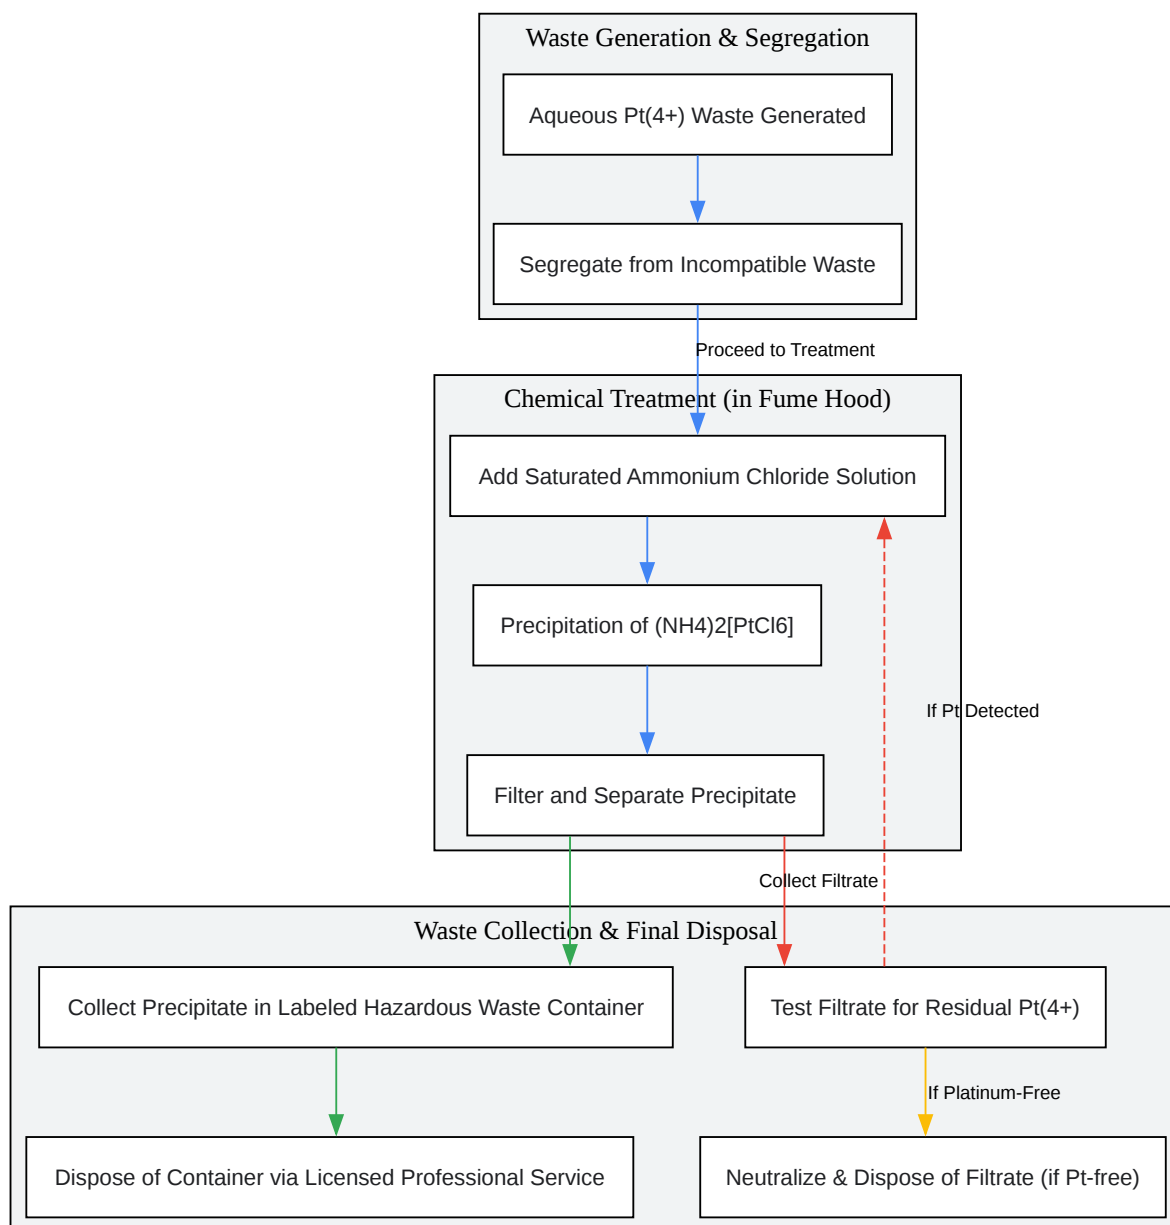 Waste Generation & Segregation
Aqueous Pt(4+) Waste Generated
Segregate from Incompatible Waste
Proceed to Treatment
Chemical Treatment (in Fume Hood)
Add Saturated Ammonium Chloride Solution
Precipitation of (NH4)2[PtCl6]
If Pt Detected
Filter and Separate Precipitate
Collect Filtrate
Waste Collection & Final Disposal
Collect Precipitate in Labeled Hazardous Waste Container
Test Filtrate for Residual Pt(4+)
If Platinum-Free
Dispose of Container via Licensed Professional Service
Neutralize & Dispose of Filtrate (if Pt-free)